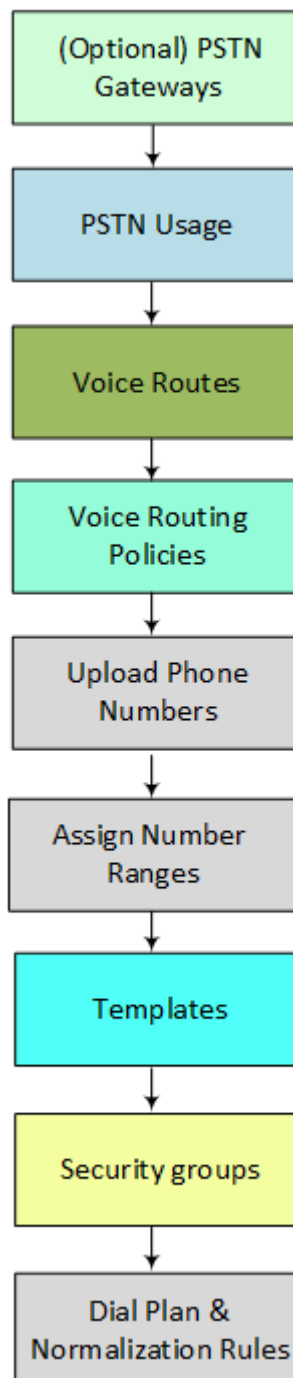 (Optional) PSTN
Gateways
PSTN Usage
Voice Routes
Voice Routing
Policies
Upload Phone
Numbers
Assign Number
Ranges
Templates
Security groups
Dial Plan &
Normalization Rules